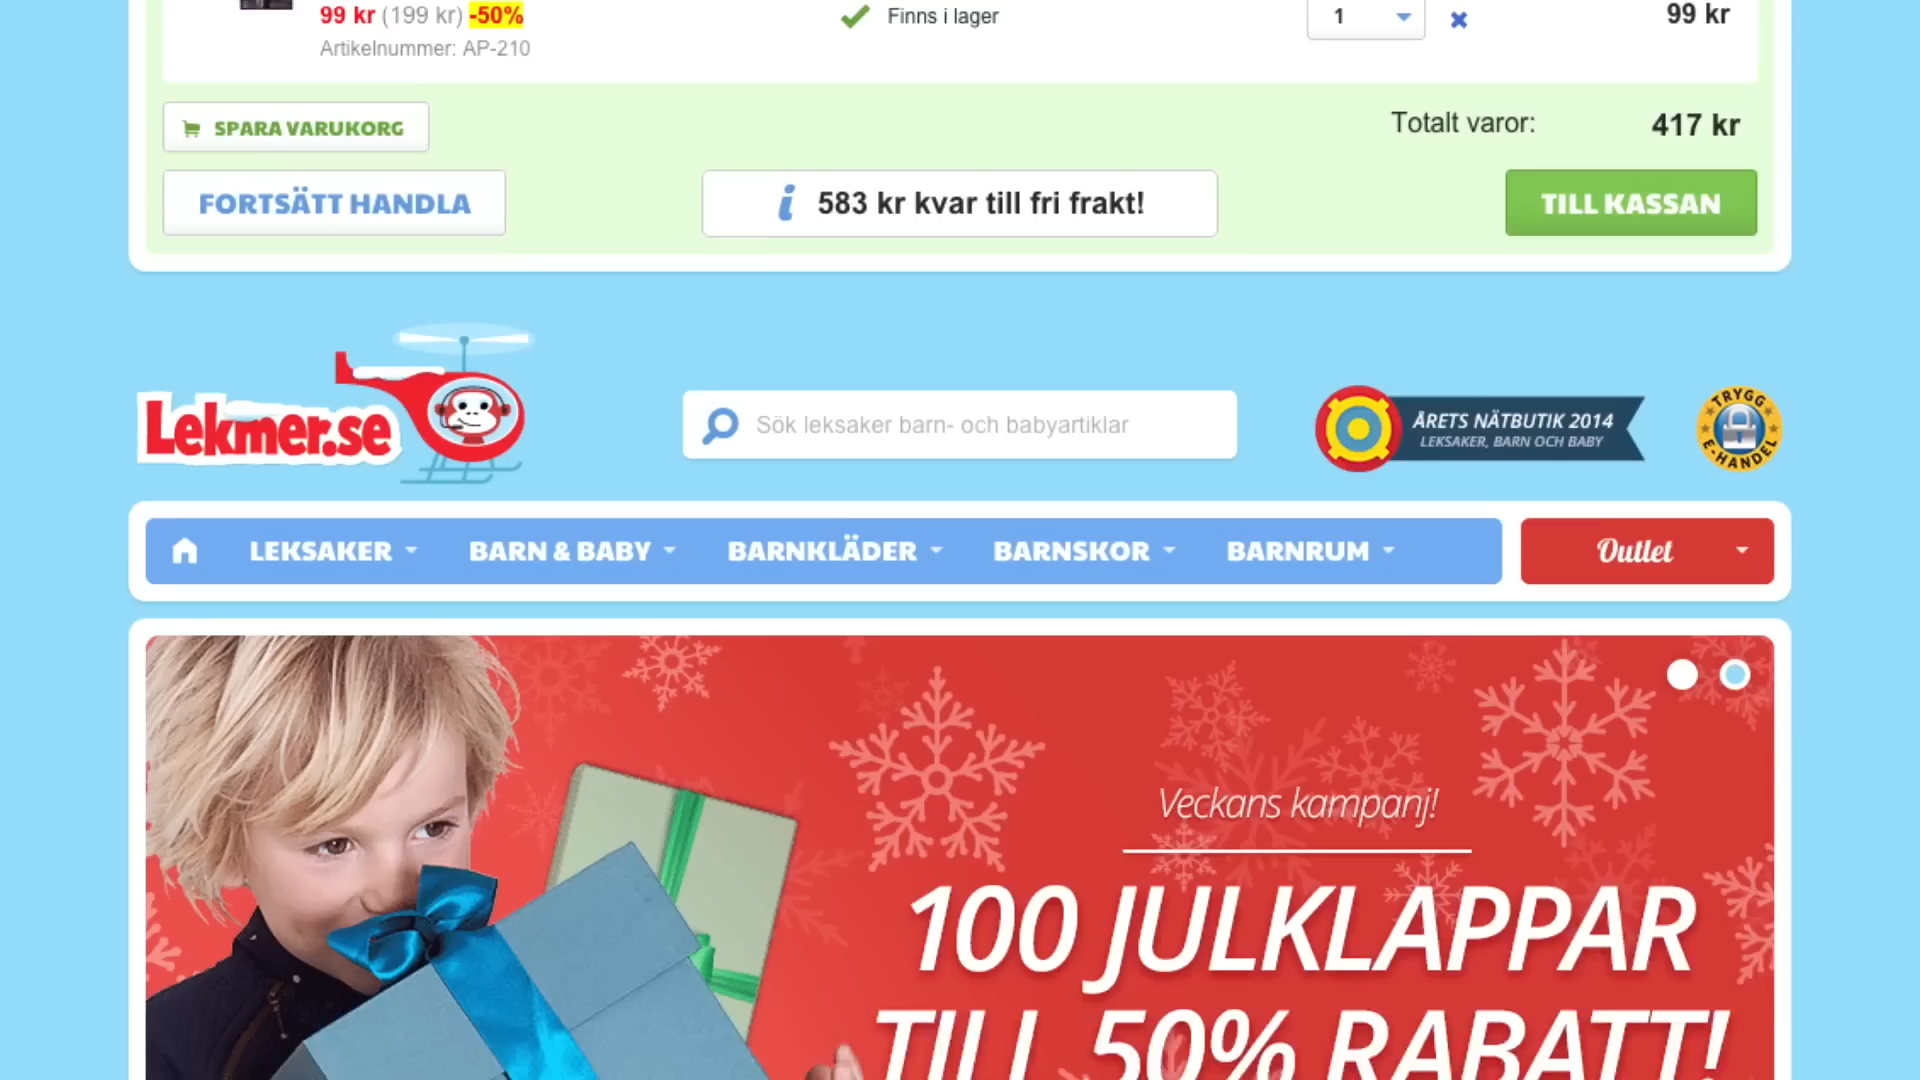 99 kr (199 kr) -50%
Finns i lager
1
99 kr
Artikelnummer: AP-210
SPARA VARUKORG
Totalt varor:
417 kr
FORTSÄTT HANDLA
583 kr kvar till fri frakt!
TILL KASSAN
Lekmer.se
Sök leksaker barn- och babyartiklar
ÅRETS NÄTBUTIK 2014
LEKSAKER, BARN OCH BABY
TRYGG
E-HANDEL
LEKSAKER
BARN & BABY
BARNKLÄDER
BARNSKOR
BARNRUM
Outlet
Veckans kampanj!
100 JULKLAPPAR
TILL 50% RABATT!